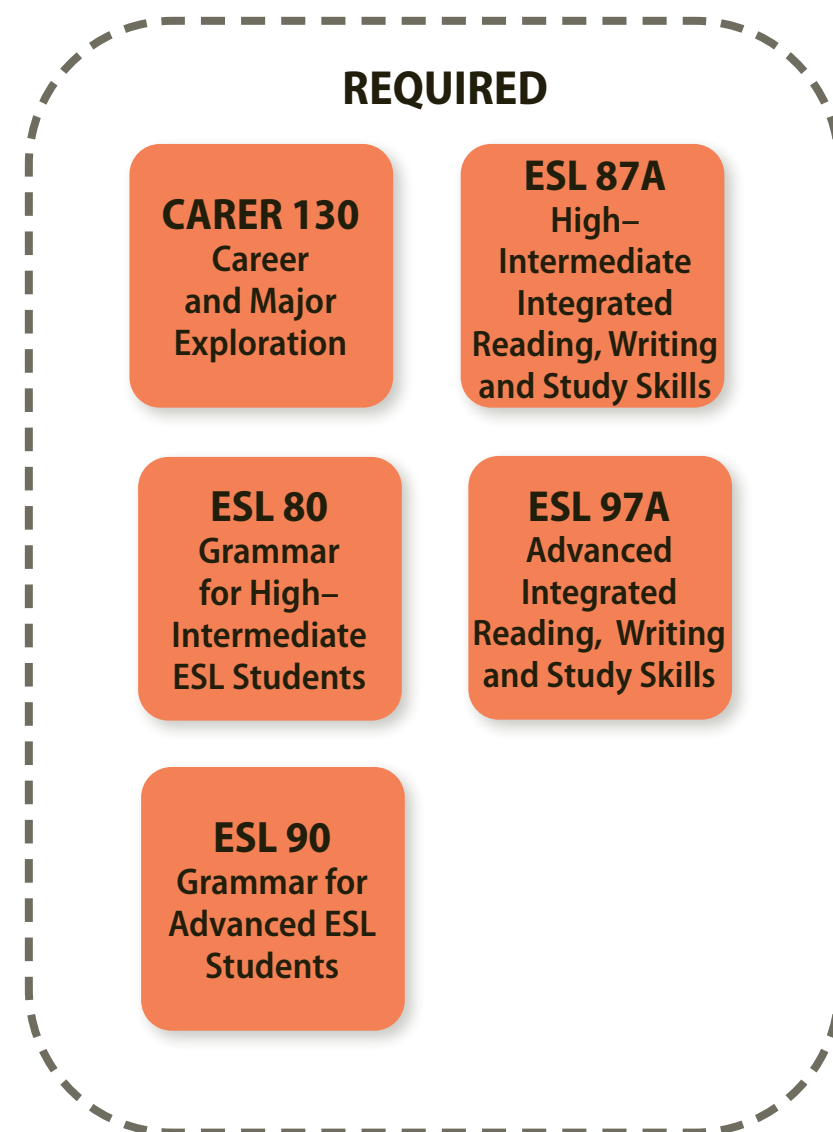 REQUIRED
CARER 130
Career
and Major
Exploration
ESL 87A
High–
Intermediate
Integrated
Reading, Writing
and Study Skills
ESL 80
Grammar
for High–
Intermediate
ESL Students
ESL 97A
Advanced
Integrated
Reading, Writing
and Study Skills
ESL 90
Grammar for
Advanced ESL
Students